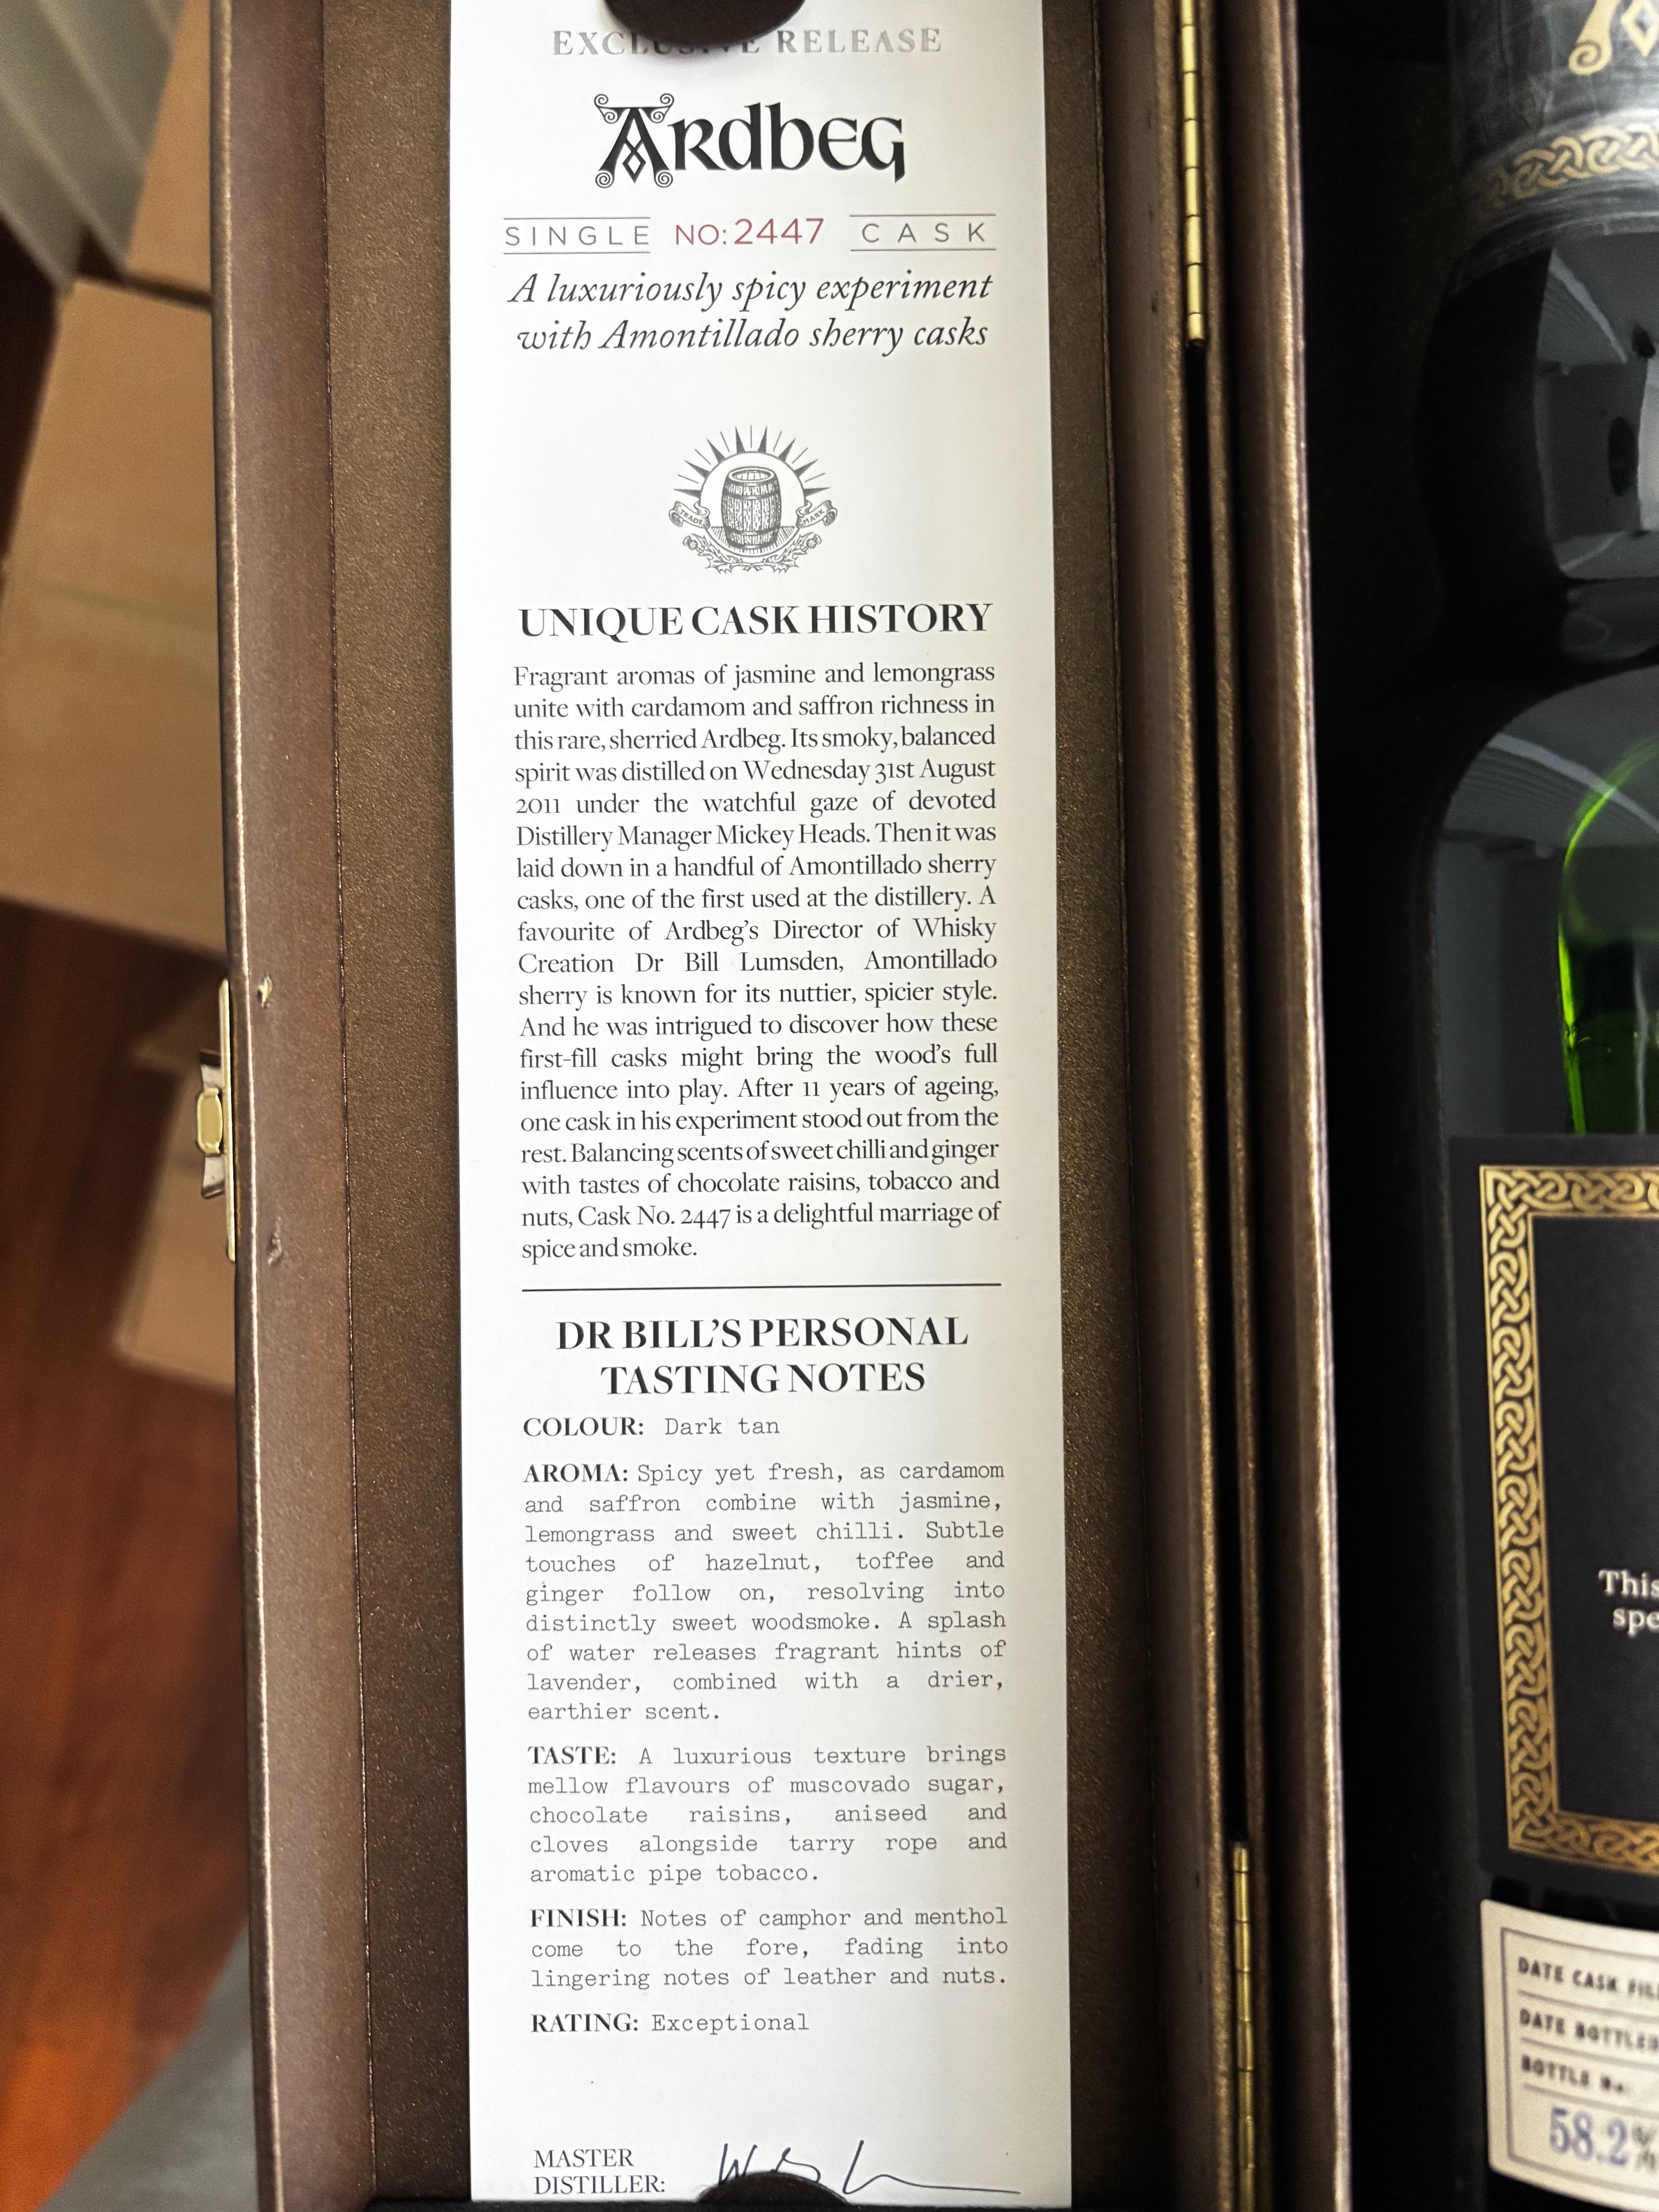 EXCLUSIVE RELEASE
Ardbeg
SINGLE NO:2447 CASK
A luxuriously spicy experiment
with Amontillado sherry casks
TRADE MARK
UNIQUE CASK HISTORY
Fragrant aromas of jasmine and lemongrass
unite with cardamom and saffron richness in
this rare, sherried Ardbeg. Its smoky, balanced
spirit was distilled on Wednesday 31st August
2011 under the watchful gaze of devoted
Distillery Manager Mickey Heads. Then it was
laid down in a handful of Amontillado sherry
casks, one of the first used at the distillery. A
favourite of Ardbeg's Director of Whisky
Creation Dr Bill Lumsden, Amontillado
sherry is known for its nuttier, spicier style.
And he was intrigued to discover how these
first-fill casks might bring the wood's full
influence into play. After 11 years of ageing,
one cask in his experiment stood out from the
rest. Balancing scents of sweet chilli and ginger
with tastes of chocolate raisins, tobacco and
nuts, Cask No. 2447 is a delightful marriage of
spice and smoke.
DR BILL'S PERSONAL
TASTING NOTES
COLOUR: Dark tan
AROMA: Spicy yet fresh, as cardamom
and saffron combine with jasmine,
lemongrass and sweet chilli. Subtle
touches of hazelnut, toffee and
ginger follow on, resolving into
distinctly sweet woodsmoke. A splash
of water releases fragrant hints of
lavender, combined with a drier,
earthier scent.
TASTE: A luxurious texture brings
mellow flavours of muscovado sugar,
chocolate raisins, aniseed and
cloves alongside tarry rope and
aromatic pipe tobacco.
FINISH: Notes of camphor and menthol
come to the fore, fading into
lingering notes of leather and nuts.
RATING: Exceptional
MASTER
DISTILLER:
This
spe
DATE CASK FIL
DATE BOTTLED
BOTTLE No.
58.2%